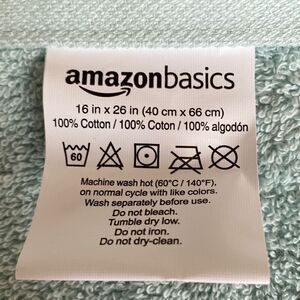 amazonbasics
16 in x 26 in (40 cm x 66 cm)
100% Cotton / 100% Coton / 100% algodón
60
Machine wash hot (60°C / 140°F),
on normal cycle with like colors.
Wash separately before use.
Do not bleach.
Tumble dry low.
Do not iron.
Do not dry-clean.